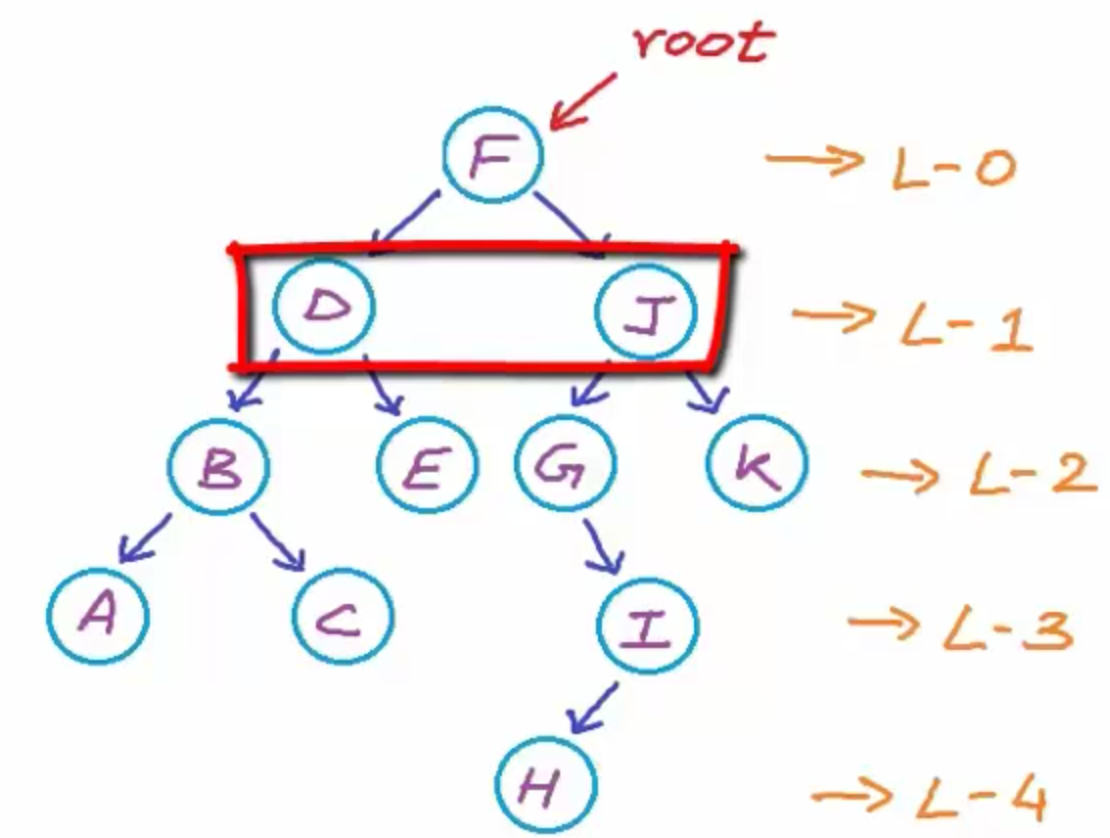 root
F → L-0
D J → L-1
B E G K → L-2
A C I → L-3
H → L-4